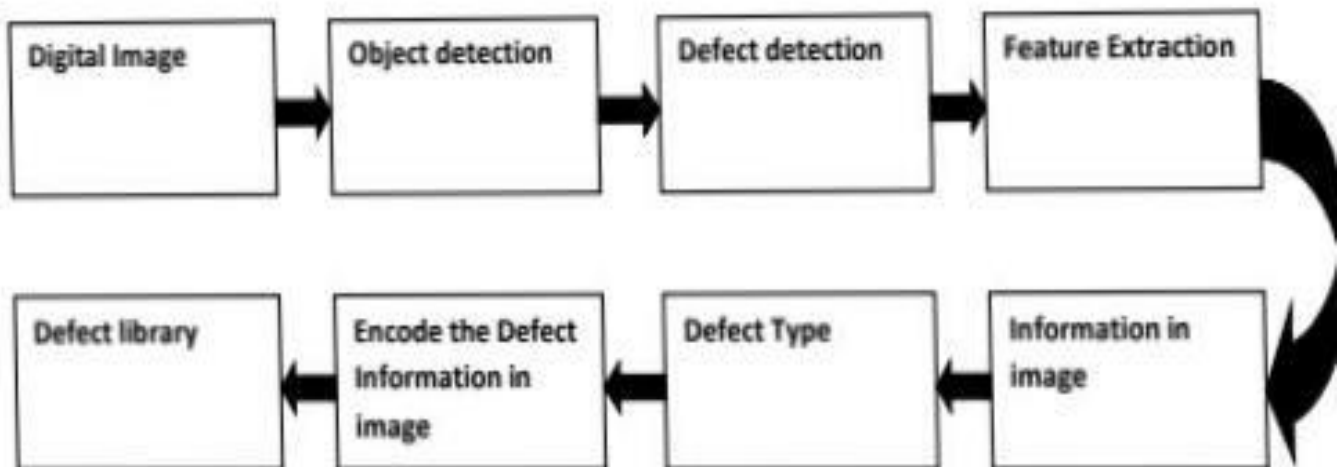 Digital Image
Object detection
Defect detection
Feature Extraction
Defect library
Encode the Defect
Information in
image
Defect Type
Information in
image